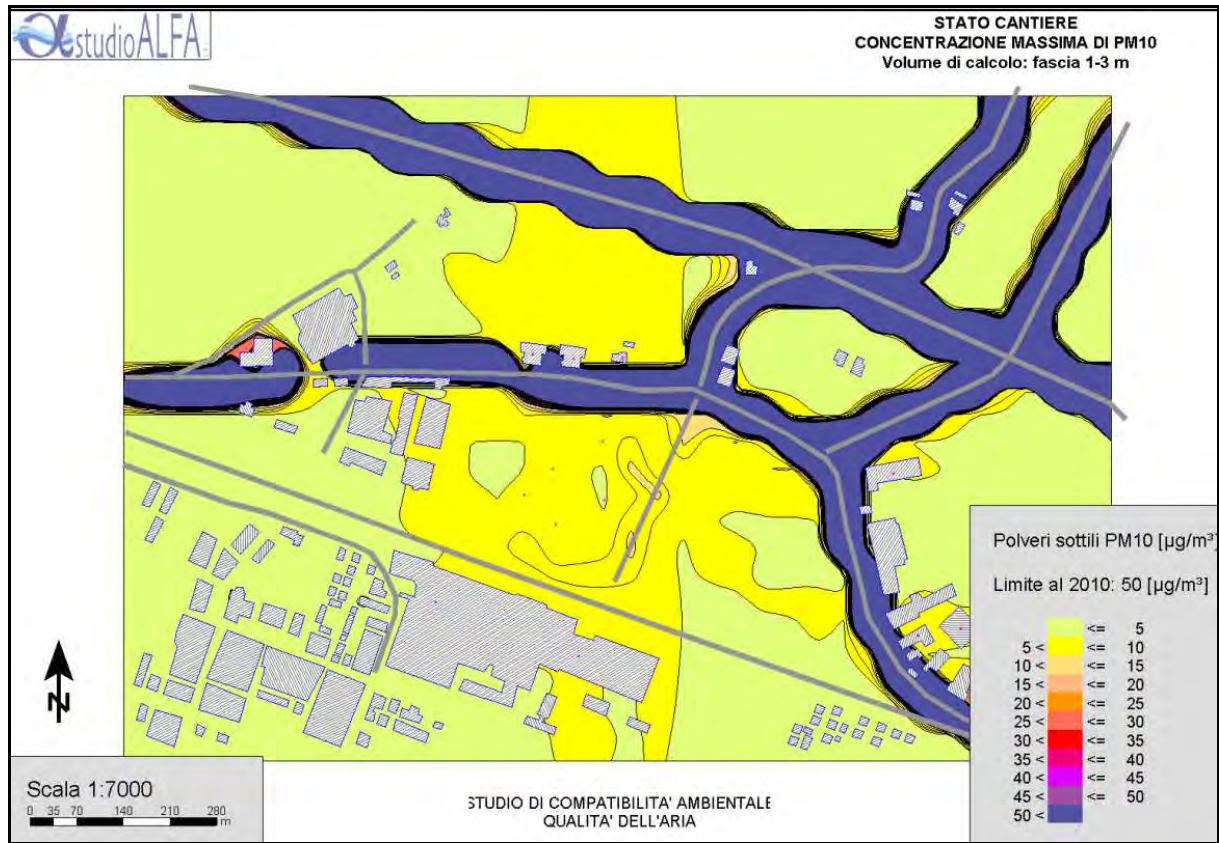 estudioALFA
STATO CANTIERE
CONCENTRAZIONE MASSIMA DI PM10
Volume di calcolo: fascia 1-3 m
N
Polveri sottili PM10 [µg/m³]
Limite al 2010: 50 [µg/m³]
<= 5
5 < <= 10
10 < <= 15
15 < <= 20
20 < <= 25
25 < <= 30
30 < <= 35
35 < <= 40
40 < <= 45
45 < <= 50
50 <
Scala 1:7000
0 35 70 140 210 280
m
STUDIO DI COMPATIBILITA' AMBIENTALE
QUALITA' DELL'ARIA